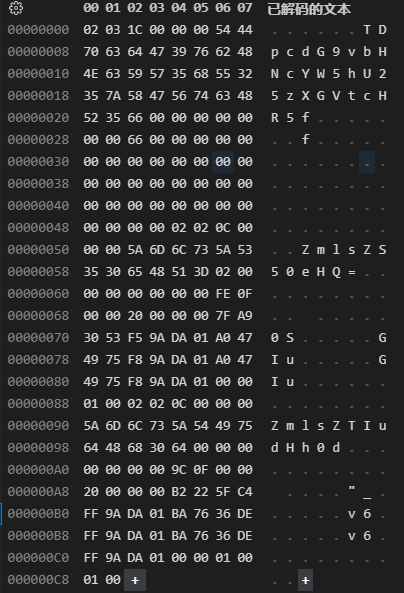 00 01 02 03 04 05 06 07 已解码的文本
00000000 02 03 1C 00 00 00 54 44 . . . . . . T D
00000008 70 63 64 47 39 76 62 48 p c d G 9 v b H
00000010 4E 63 59 57 35 68 55 32 N c Y W 5 h U 2
00000018 35 7A 58 47 56 74 63 48 5 z X G V t c H
00000020 52 35 66 00 00 00 00 00 R 5 f . . . . .
00000028 00 00 66 00 00 00 00 00 . . f . . . . .
00000030 00 00 00 00 00 00 00 00 . . . . . . . .
00000038 00 00 00 00 00 00 00 00 . . . . . . . .
00000040 00 00 00 00 00 00 00 00 . . . . . . . .
00000048 00 00 00 00 02 02 0C 00 . . . . . . . .
00000050 00 00 5A 6D 6C 73 5A 53 . . Z m l s Z S
00000058 35 30 65 48 51 3D 02 00 5 0 e H Q = . .
00000060 00 00 00 00 00 00 FE 0F . . . . . . . .
00000068 00 00 20 00 00 00 7F A9 . .   . . . . .
00000070 30 53 F5 9A DA 01 A0 47 0 S . . . . . G
00000078 49 75 F8 9A DA 01 A0 47 I u . . . . . G
00000080 49 75 F8 9A DA 01 00 00 I u . . . . . .
00000088 01 00 02 02 0C 00 00 00 . . . . . . . .
00000090 5A 6D 6C 73 5A 54 49 75 Z m l s Z T I u
00000098 64 48 68 30 64 00 00 00 d H h 0 d . . .
000000A0 00 00 00 00 9C 0F 00 00 . . . . . . . .
000000A8 20 00 00 00 B2 22 5F C4   . . . . " _ .
000000B0 FF 9A DA 01 BA 76 36 DE . . . . . v 6 .
000000B8 FF 9A DA 01 BA 76 36 DE . . . . . v 6 .
000000C0 FF 9A DA 01 00 00 01 00 . . . . . . . .
000000C8 01 00 + . . +